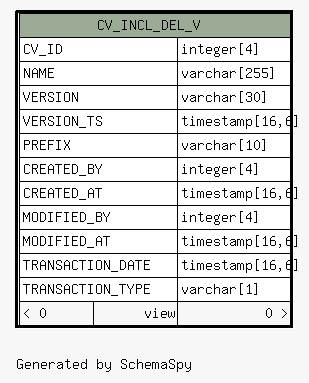 CV_INCL_DEL_V
CV_ID integer[4]
NAME varchar[255]
VERSION varchar[30]
VERSION_TS timestamp[16,6]
PREFIX varchar[10]
CREATED_BY integer[4]
CREATED_AT timestamp[16,6]
MODIFIED_BY integer[4]
MODIFIED_AT timestamp[16,6]
TRANSACTION_DATE timestamp[16,6]
TRANSACTION_TYPE varchar[1]
< 0 view 0 >
Generated by SchemaSpy